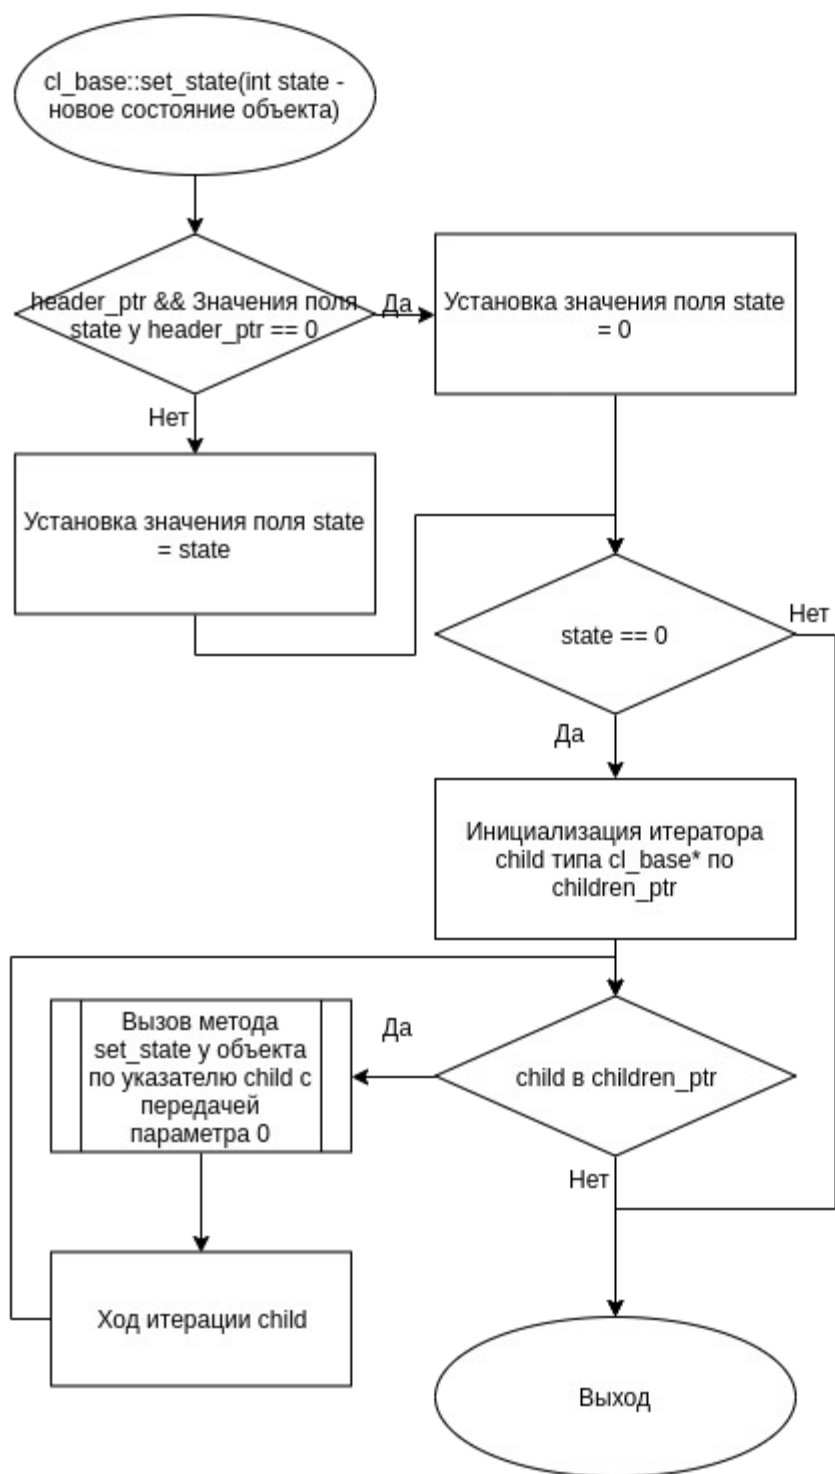 cl_base::set_state(int state -
новое состояние объекта)
header_ptr && Значения поля
state у header_ptr == 0
Да
Установка значения поля state
= 0
Нет
Установка значения поля state
= state
state == 0
Нет
Да
Инициализация итератора
child типа cl_base* по
children_ptr
child в children_ptr
Да
Вызов метода
set_state у объекта
по указателю child с
передачей
параметра 0
Нет
Ход итерации child
Выход